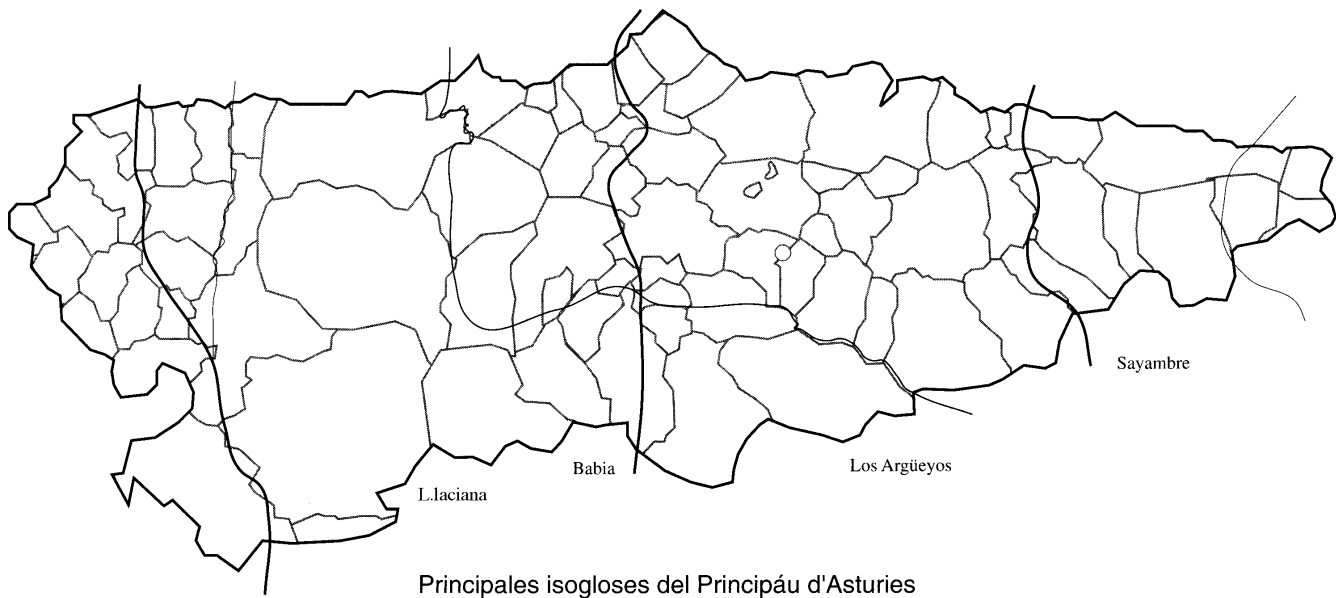 Sayambre
Los Argüeyos
Babia
L.laciana
Principales isogloses del Principáu d'Asturies